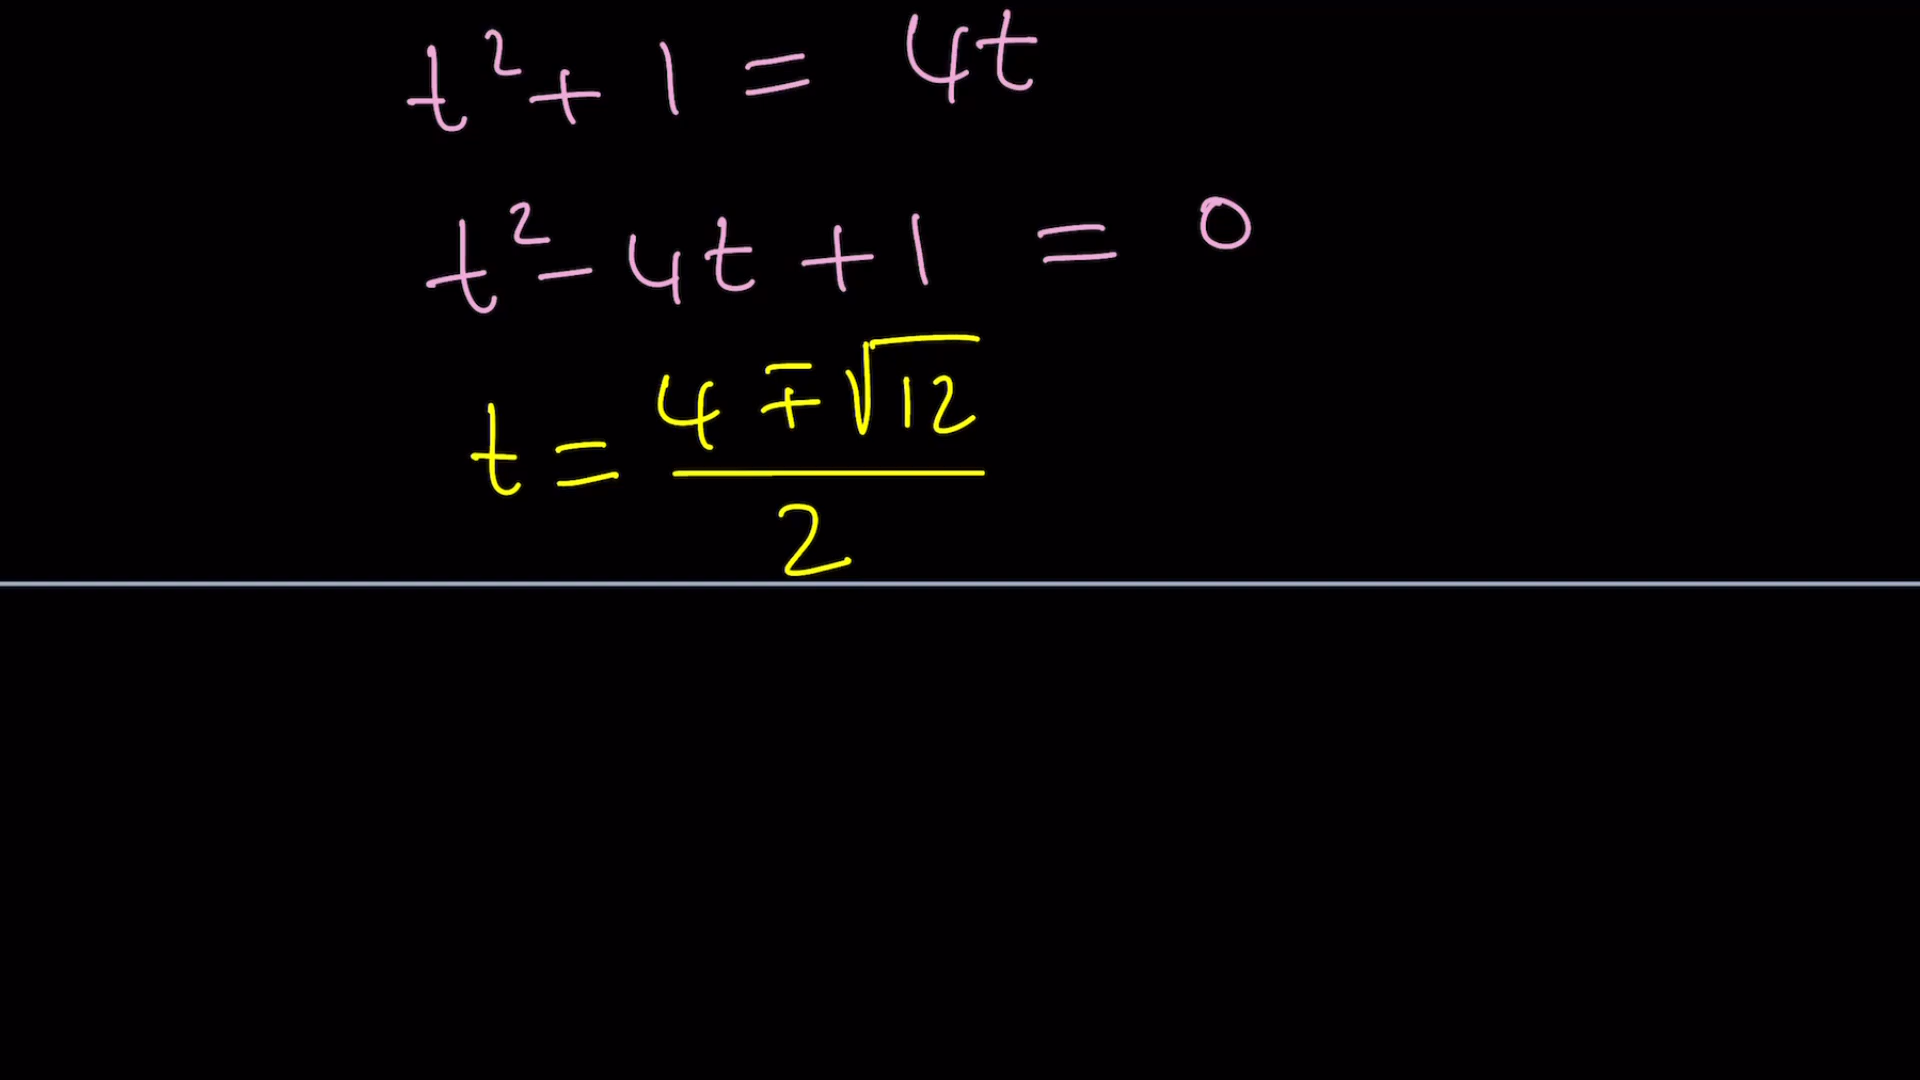 t² + 1 = 4t
t² - 4t + 1 = 0
t = (4 ∓ √12) / 2